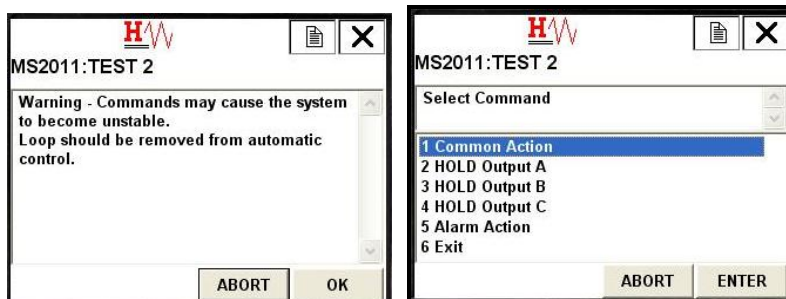 H
MS2011:TEST 2
Warning - Commands may cause the system
to become unstable.
Loop should be removed from automatic
control.
ABORT OK
H
MS2011:TEST 2
Select Command
1 Common Action
2 HOLD Output A
3 HOLD Output B
4 HOLD Output C
5 Alarm Action
6 Exit
ABORT ENTER